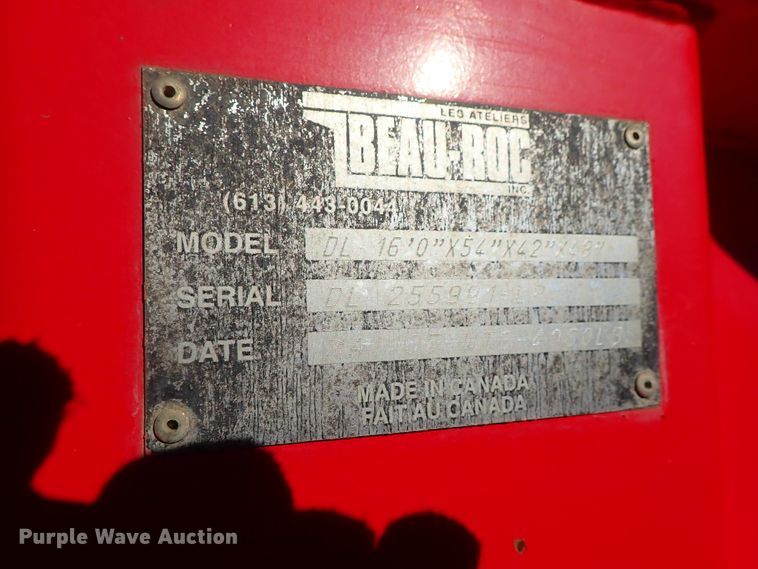 LES ATELIERS
BEAU-ROC
INC.
(613) 443-0044
MODEL DL 16'0"X54"X42"X48"
SERIAL
DATE
MADE IN CANADA
FAIT AU CANADA
Purple Wave Auction